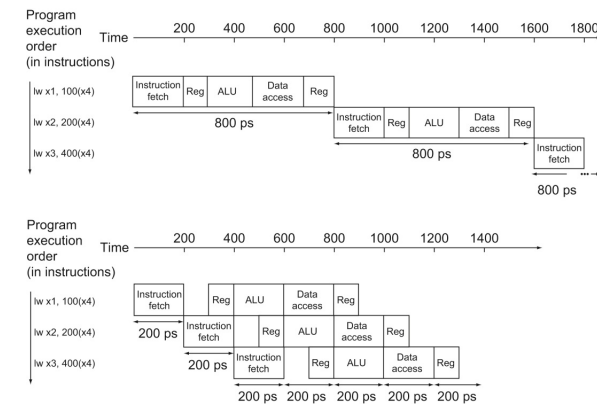 Program
execution
order
(in instructions)
Time
200 400 600 800 1000 1200 1400 1600 1800
lw x1, 100(x4)
Instruction fetch Reg ALU Data access Reg
800 ps
lw x2, 200(x4)
Instruction fetch Reg ALU Data access Reg
800 ps
lw x3, 400(x4)
Instruction fetch
800 ps
Program
execution
order
(in instructions)
Time
200 400 600 800 1000 1200 1400
lw x1, 100(x4)
Instruction fetch Reg ALU Data access Reg
200 ps
lw x2, 200(x4)
Instruction fetch Reg ALU Data access Reg
200 ps
lw x3, 400(x4)
Instruction fetch Reg ALU Data access Reg
200 ps 200 ps 200 ps 200 ps 200 ps